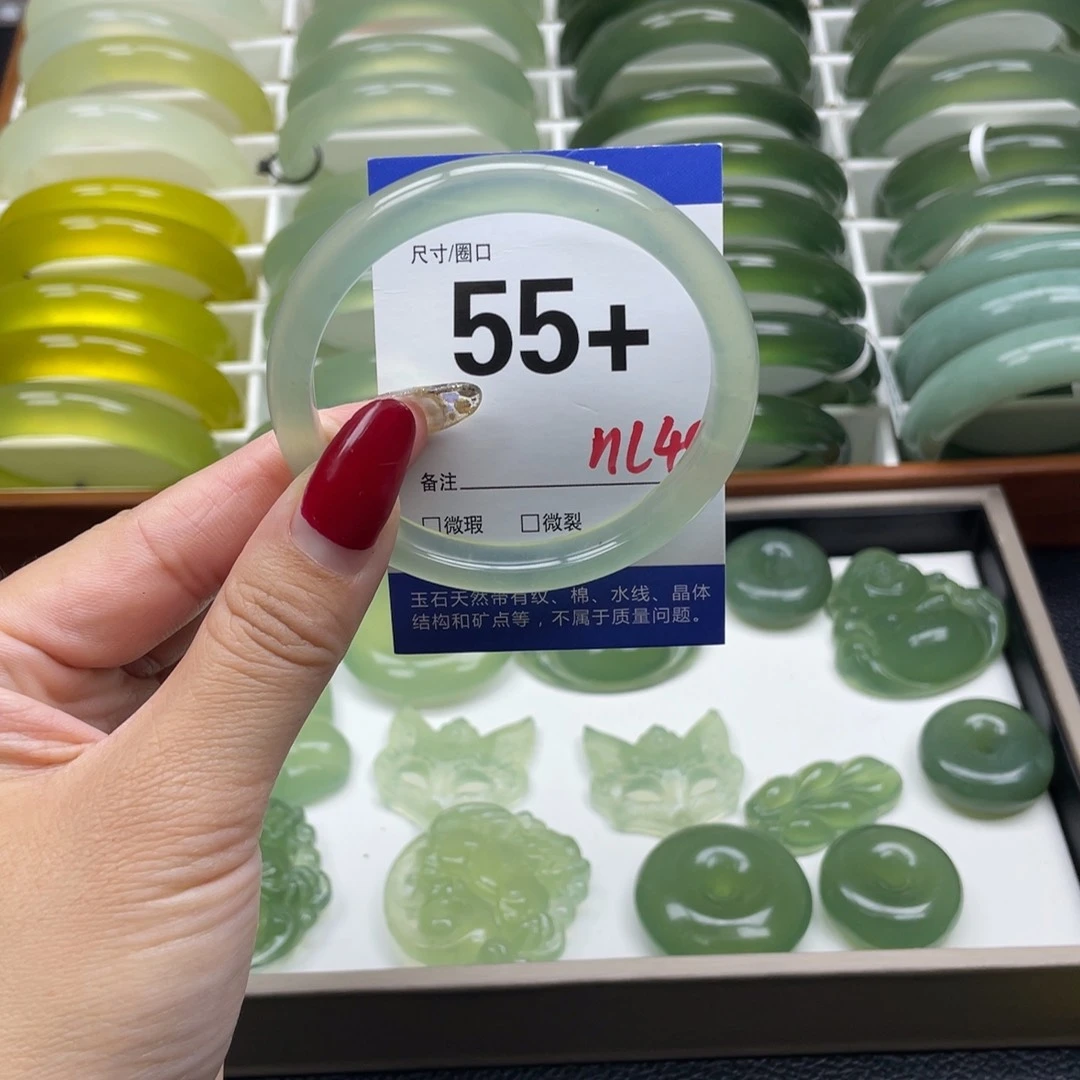 尺寸/圈口
55+
nL4
备注
□微瑕 □微裂
玉石天然带有纹、棉、水线、晶体
结构和矿点等，不属于质量问题。